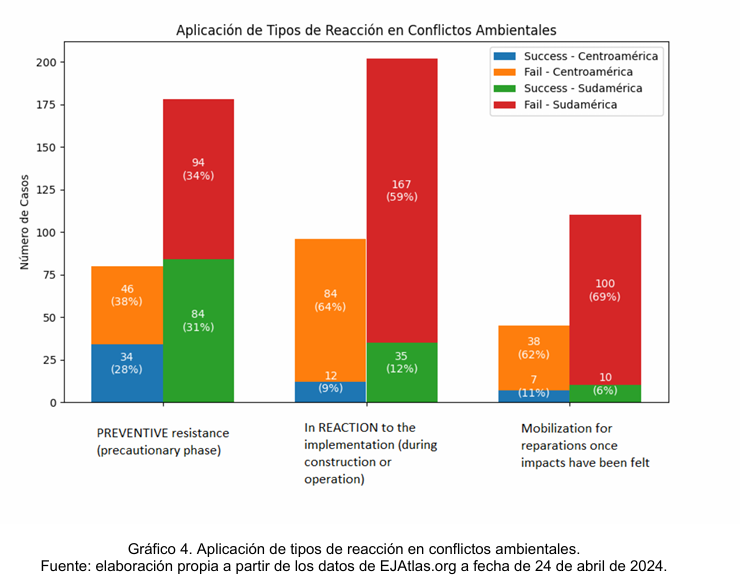 Aplicación de Tipos de Reacción en Conflictos Ambientales
Success - Centroamérica
Fail - Centroamérica
Success - Sudamérica
Fail - Sudamérica
Número de Casos
200
175
150
125
100
75
50
25
0
46
(38%)
34
(28%)
94
(34%)
84
(31%)
84
(64%)
12
(9%)
167
(59%)
35
(12%)
38
(62%)
7
(11%)
100
(69%)
10
(6%)
PREVENTIVE resistance
(precautionary phase)
In REACTION to the
implementation (during
construction or
operation)
Mobilization for
reparations once
impacts have been felt
Gráfico 4. Aplicación de tipos de reacción en conflictos ambientales.
Fuente: elaboración propia a partir de los datos de EJAtlas.org a fecha de 24 de abril de 2024.